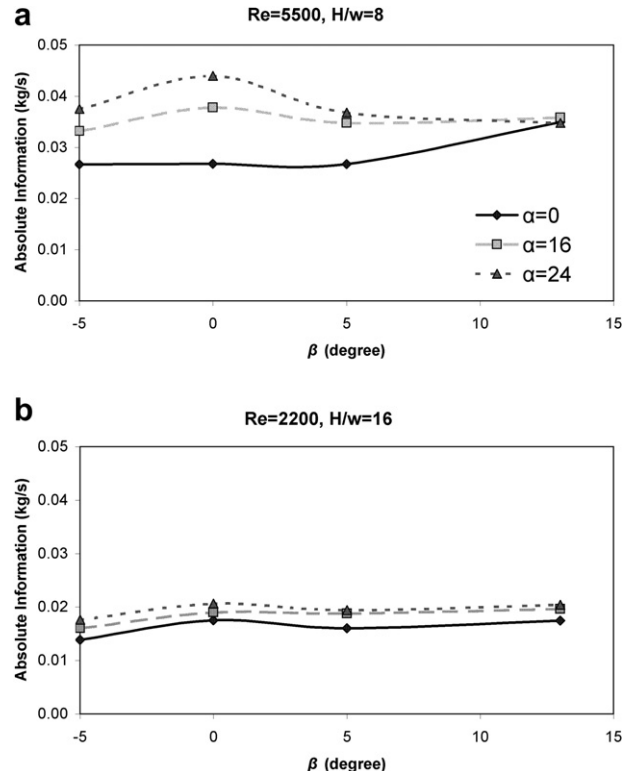 a
Re=5500, H/w=8
Absolute Information (kg/s)
0.05
0.04
0.03
0.02
0.01
0.00
α=0
α=16
α=24
-5 0 5 10 15
β (degree)
b
Re=2200, H/w=16
Absolute Information (kg/s)
0.05
0.04
0.03
0.02
0.01
0.00
-5 0 5 10 15
β (degree)